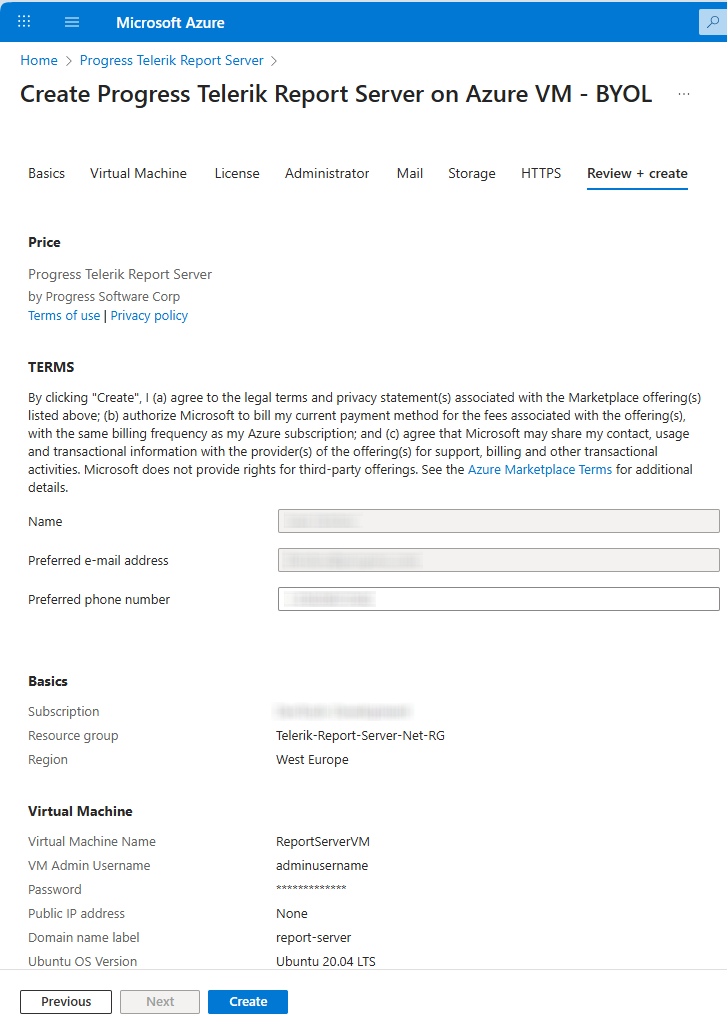 Microsoft Azure
Home > Progress Telerik Report Server >
Create Progress Telerik Report Server on Azure VM - BYOL ...
Basics Virtual Machine License Administrator Mail Storage HTTPS Review + create
Price
Progress Telerik Report Server
by Progress Software Corp
Terms of use | Privacy policy
TERMS
By clicking "Create", I (a) agree to the legal terms and privacy statement(s) associated with the Marketplace offering(s)
listed above; (b) authorize Microsoft to bill my current payment method for the fees associated with the offering(s),
with the same billing frequency as my Azure subscription; and (c) agree that Microsoft may share my contact, usage
and transactional information with the provider(s) of the offering(s) for support, billing and other transactional
activities. Microsoft does not provide rights for third-party offerings. See the Azure Marketplace Terms for additional
details.
Name
Preferred e-mail address
Preferred phone number
Basics
Subscription
Resource group Telerik-Report-Server-Net-RG
Region West Europe
Virtual Machine
Virtual Machine Name ReportServerVM
VM Admin Username adminusername
Password *************
Public IP address None
Domain name label report-server
Ubuntu OS Version Ubuntu 20.04 LTS
Previous Next Create